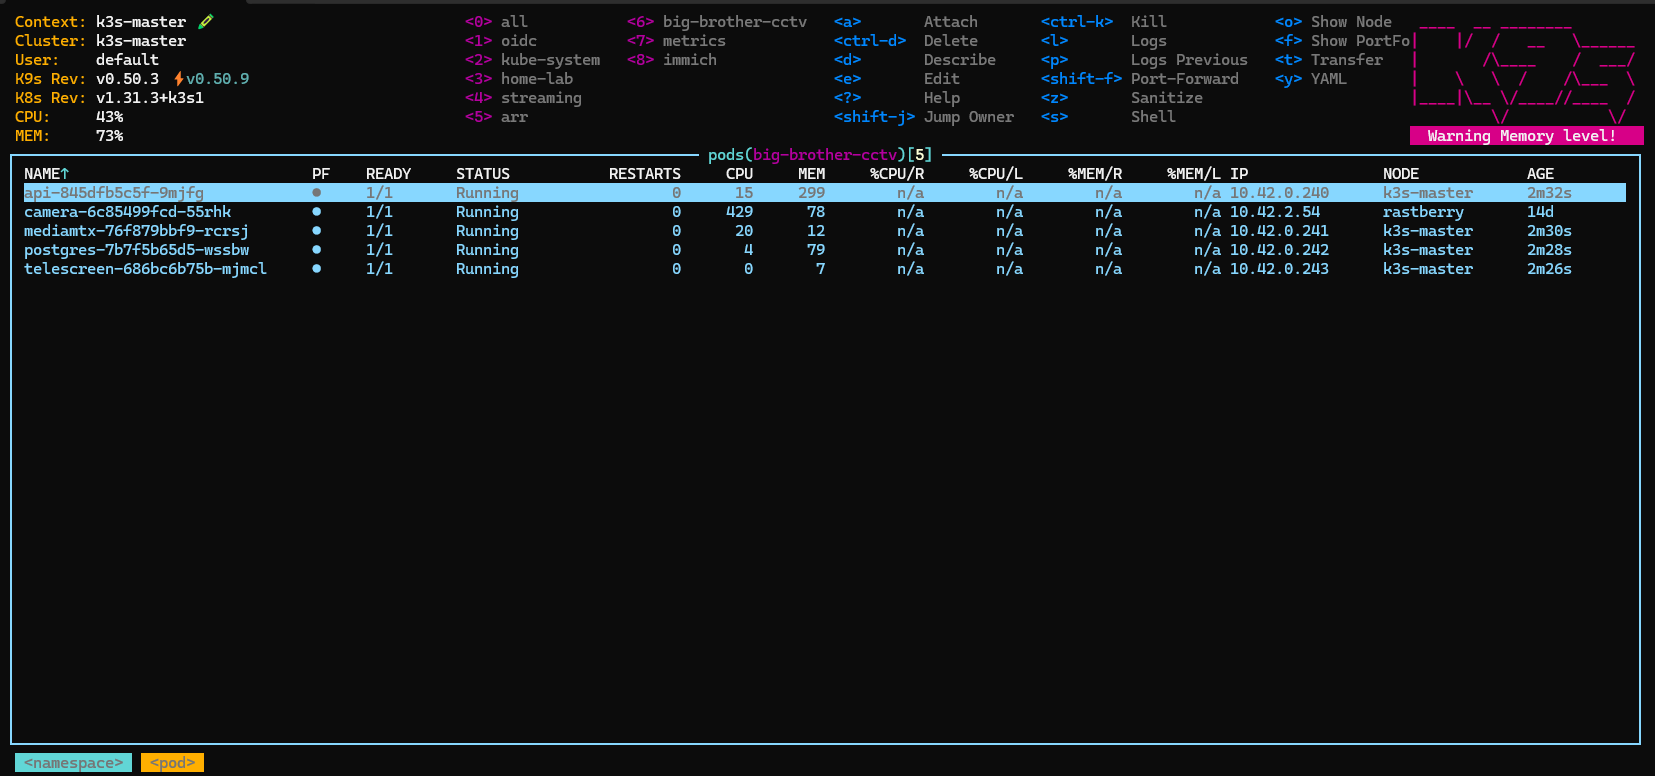 Context: k3s-master <0> all <6> big-brother-cctv <a> Attach <ctrl-k> Kill <o> Show Node
Cluster: k3s-master <1> oidc <7> metrics <ctrl-d> Delete <l> Logs <f> Show PortFo
User: default <2> kube-system <8> immich <d> Describe <p> Logs Previous <t> Transfer
K9s Rev: v0.50.3 ⚡v0.50.9 <3> home-lab <e> Edit <shift-f> Port-Forward <y> YAML
K8s Rev: v1.31.3+k3s1 <4> streaming <?> Help <z> Sanitize
CPU: 43% <5> arr <shift-j> Jump Owner <s> Shell
MEM: 73% Warning Memory level!
pods(big-brother-cctv)[5]
NAME↑ PF READY STATUS RESTARTS CPU MEM %CPU/R %CPU/L %MEM/R %MEM/L IP NODE AGE
api-845dfb5c5f-9mjfg ● 1/1 Running 0 15 299 n/a n/a n/a n/a 10.42.0.240 k3s-master 2m32s
camera-6c85499fcd-55rhk ● 1/1 Running 0 429 78 n/a n/a n/a n/a 10.42.2.54 rastberry 14d
mediamtx-76f879bbf9-rcrsj ● 1/1 Running 0 20 12 n/a n/a n/a n/a 10.42.0.241 k3s-master 2m30s
postgres-7b7f5b65d5-wssbw ● 1/1 Running 0 4 79 n/a n/a n/a n/a 10.42.0.242 k3s-master 2m28s
telescreen-686bc6b75b-mjmcl ● 1/1 Running 0 0 7 n/a n/a n/a n/a 10.42.0.243 k3s-master 2m26s
<namespace> <pod>